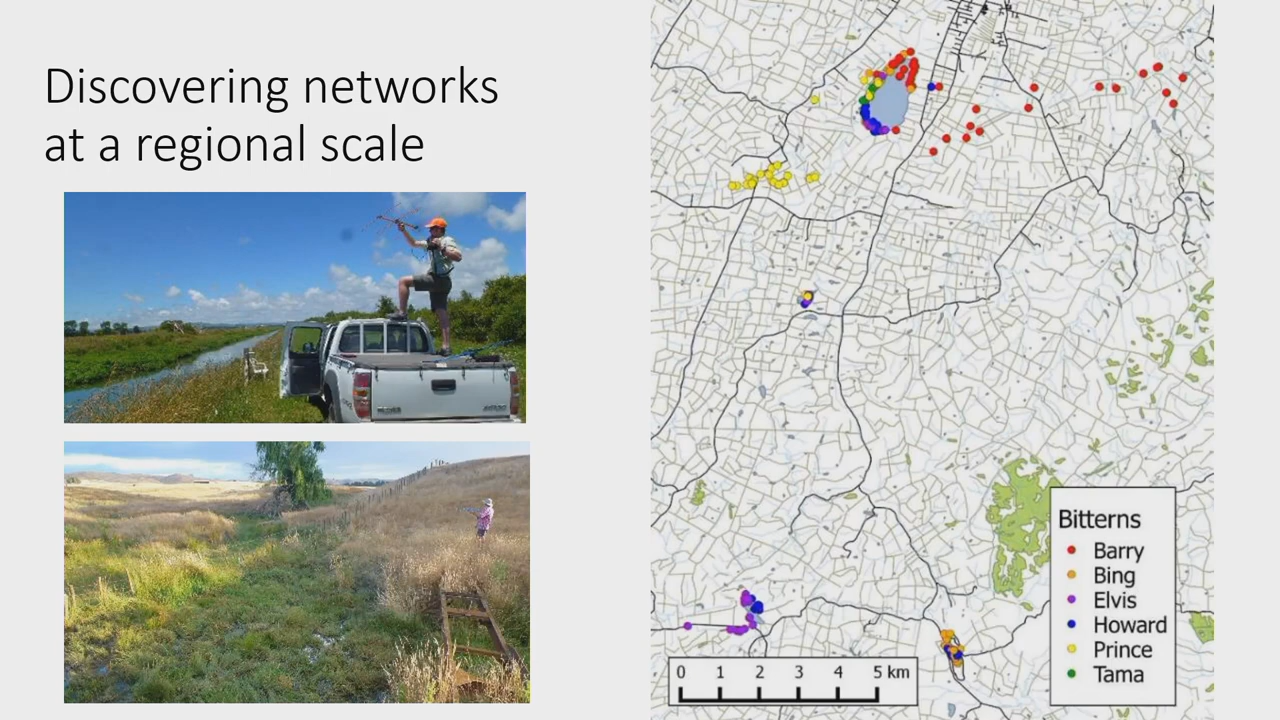 Discovering networks
at a regional scale
Bitterns
Barry
Bing
Elvis
Howard
Prince
Tama
0 1 2 3 4 5 km